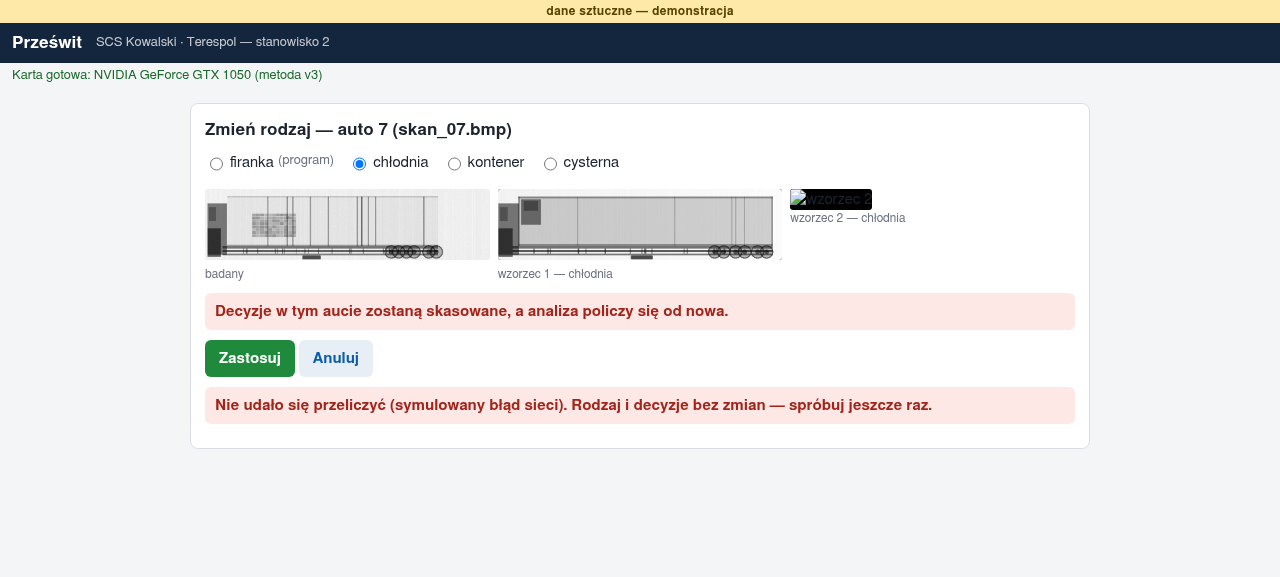 dane sztuczne — demonstracja
Prześwit SCS Kowalski · Terespol — stanowisko 2
Karta gotowa: NVIDIA GeForce GTX 1050 (metoda v3)
Zmień rodzaj — auto 7 (skan_07.bmp)
firanka (program) chłodnia kontener cysterna
wzorzec 2
wzorzec 2 — chłodnia
badany
wzorzec 1 — chłodnia
Decyzje w tym aucie zostaną skasowane, a analiza policzy się od nowa.
Zastosuj Anuluj
Nie udało się przeliczyć (symulowany błąd sieci). Rodzaj i decyzje bez zmian — spróbuj jeszcze raz.